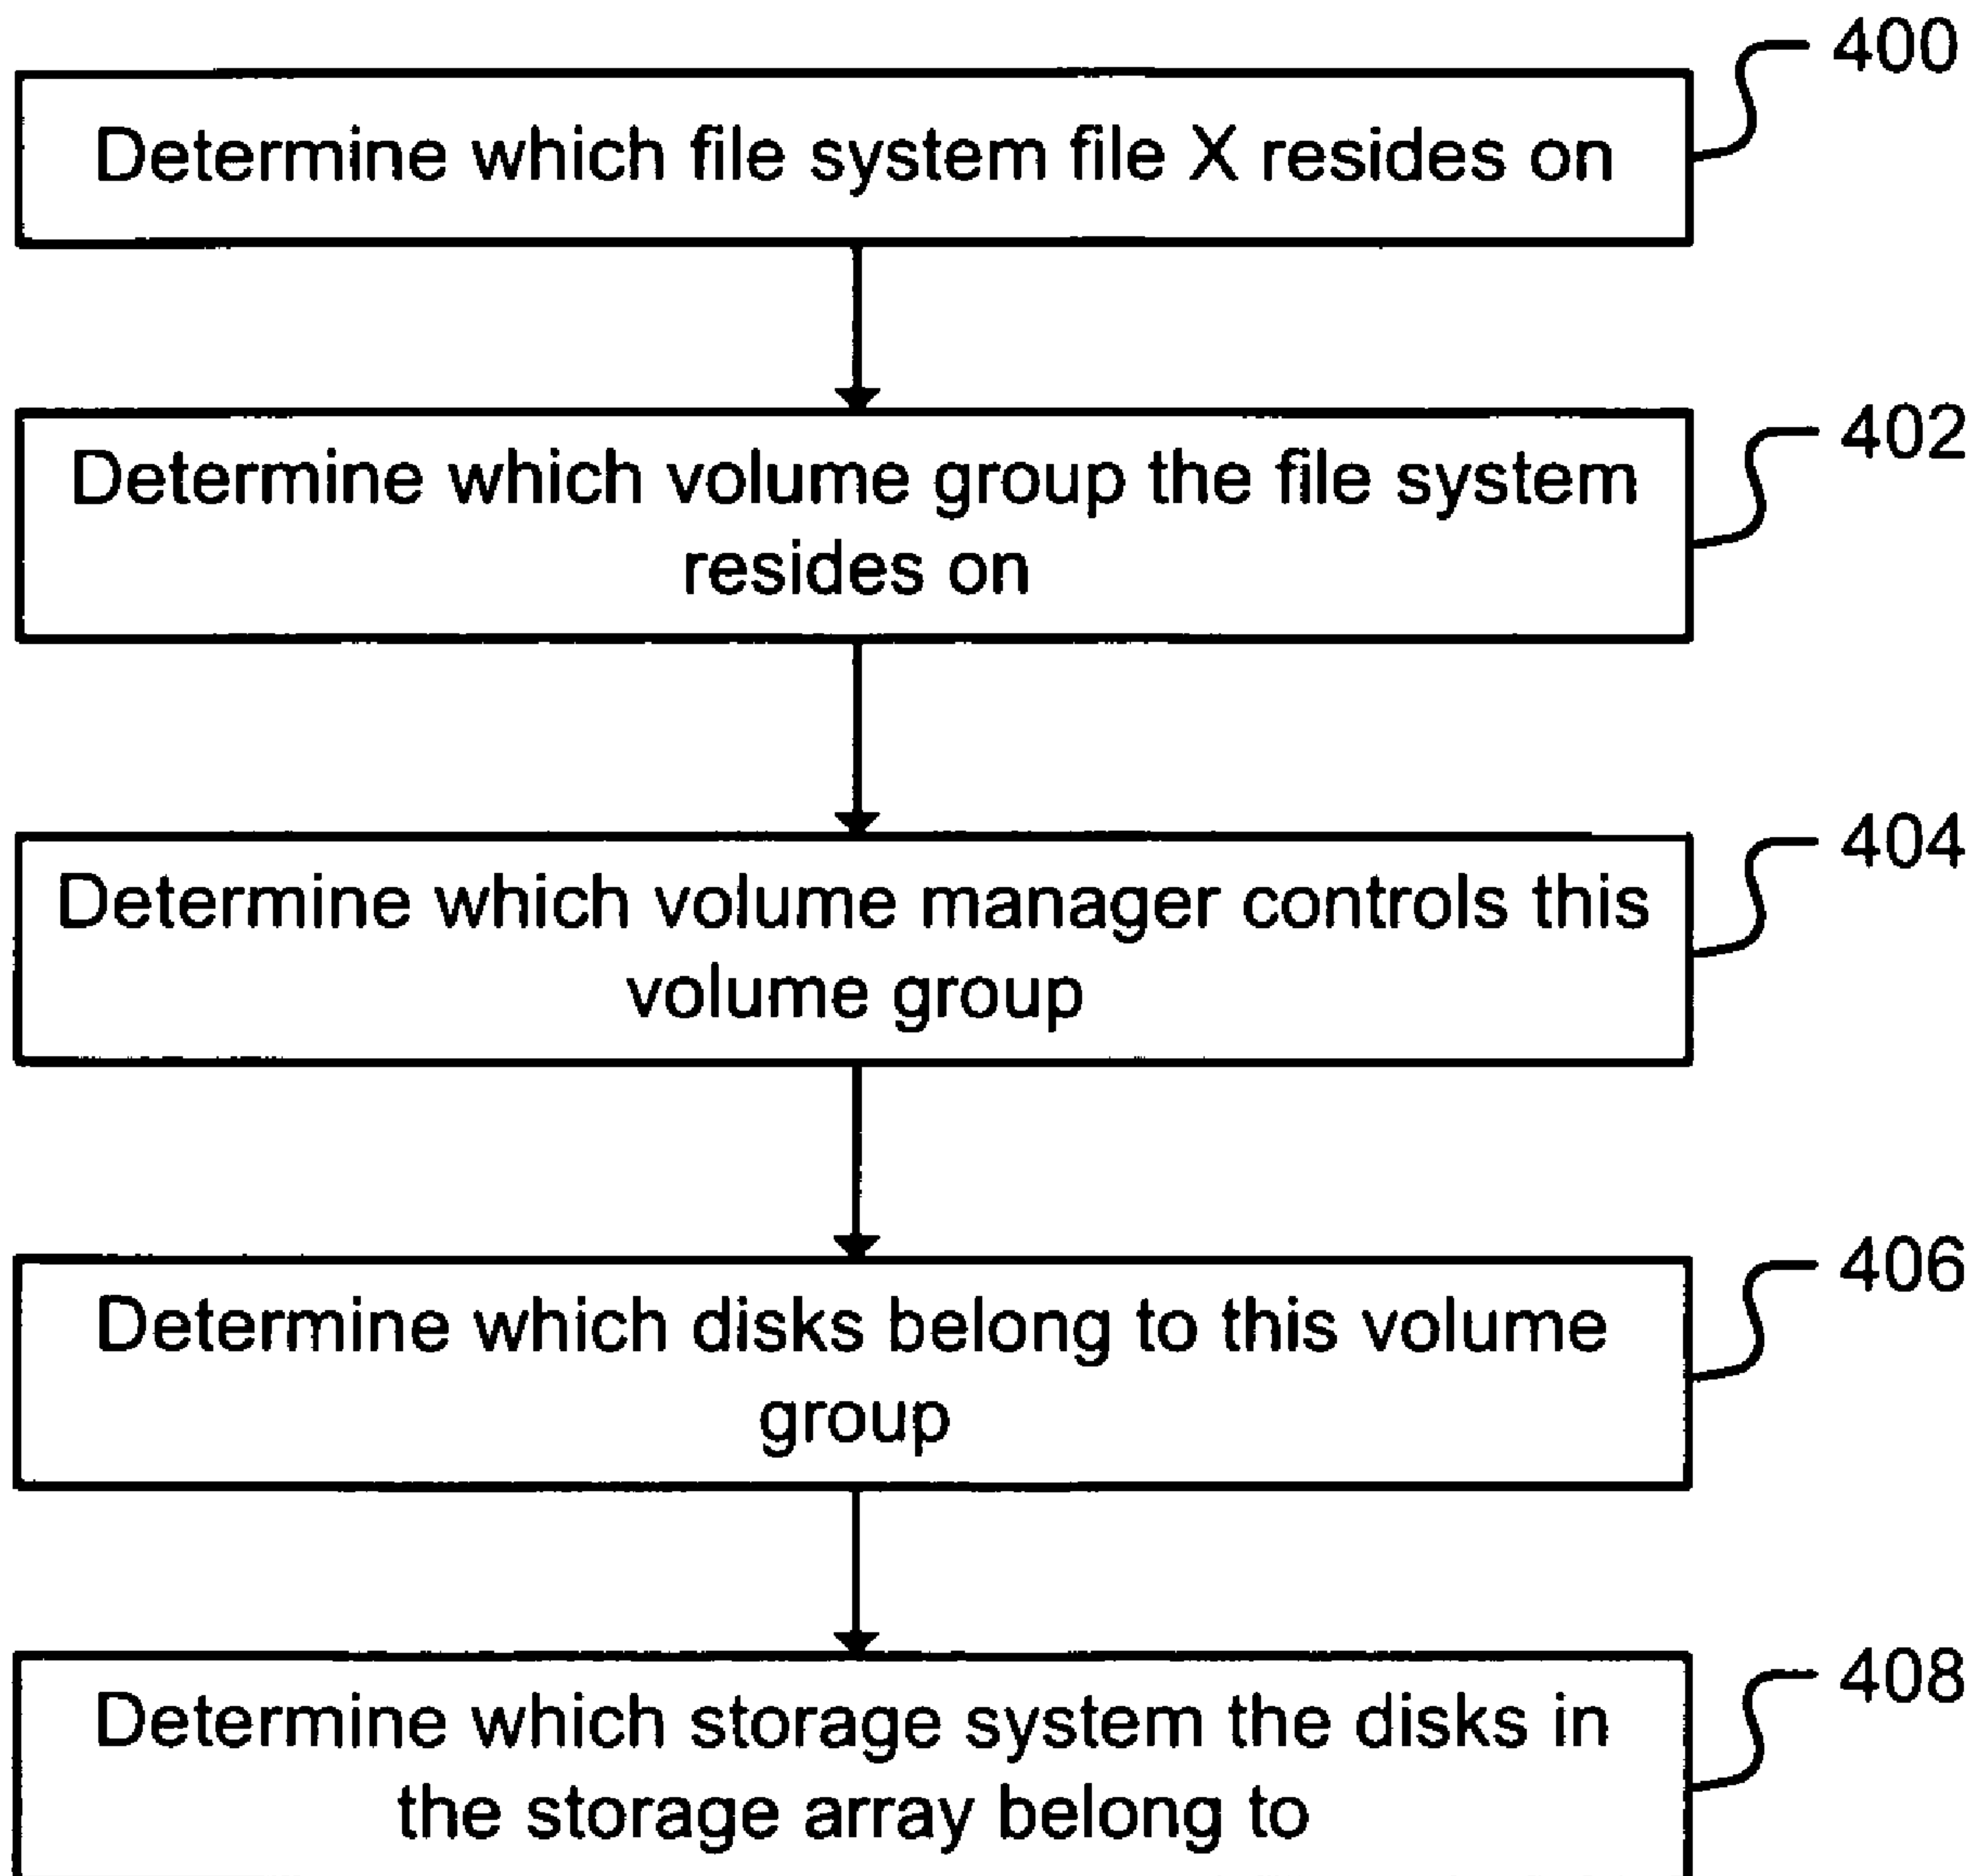 400
Determine which file system file X resides on
402
Determine which volume group the file system
resides on
404
Determine which volume manager controls this
volume group
406
Determine which disks belong to this volume
group
408
Determine which storage system the disks in
the storage array belong to